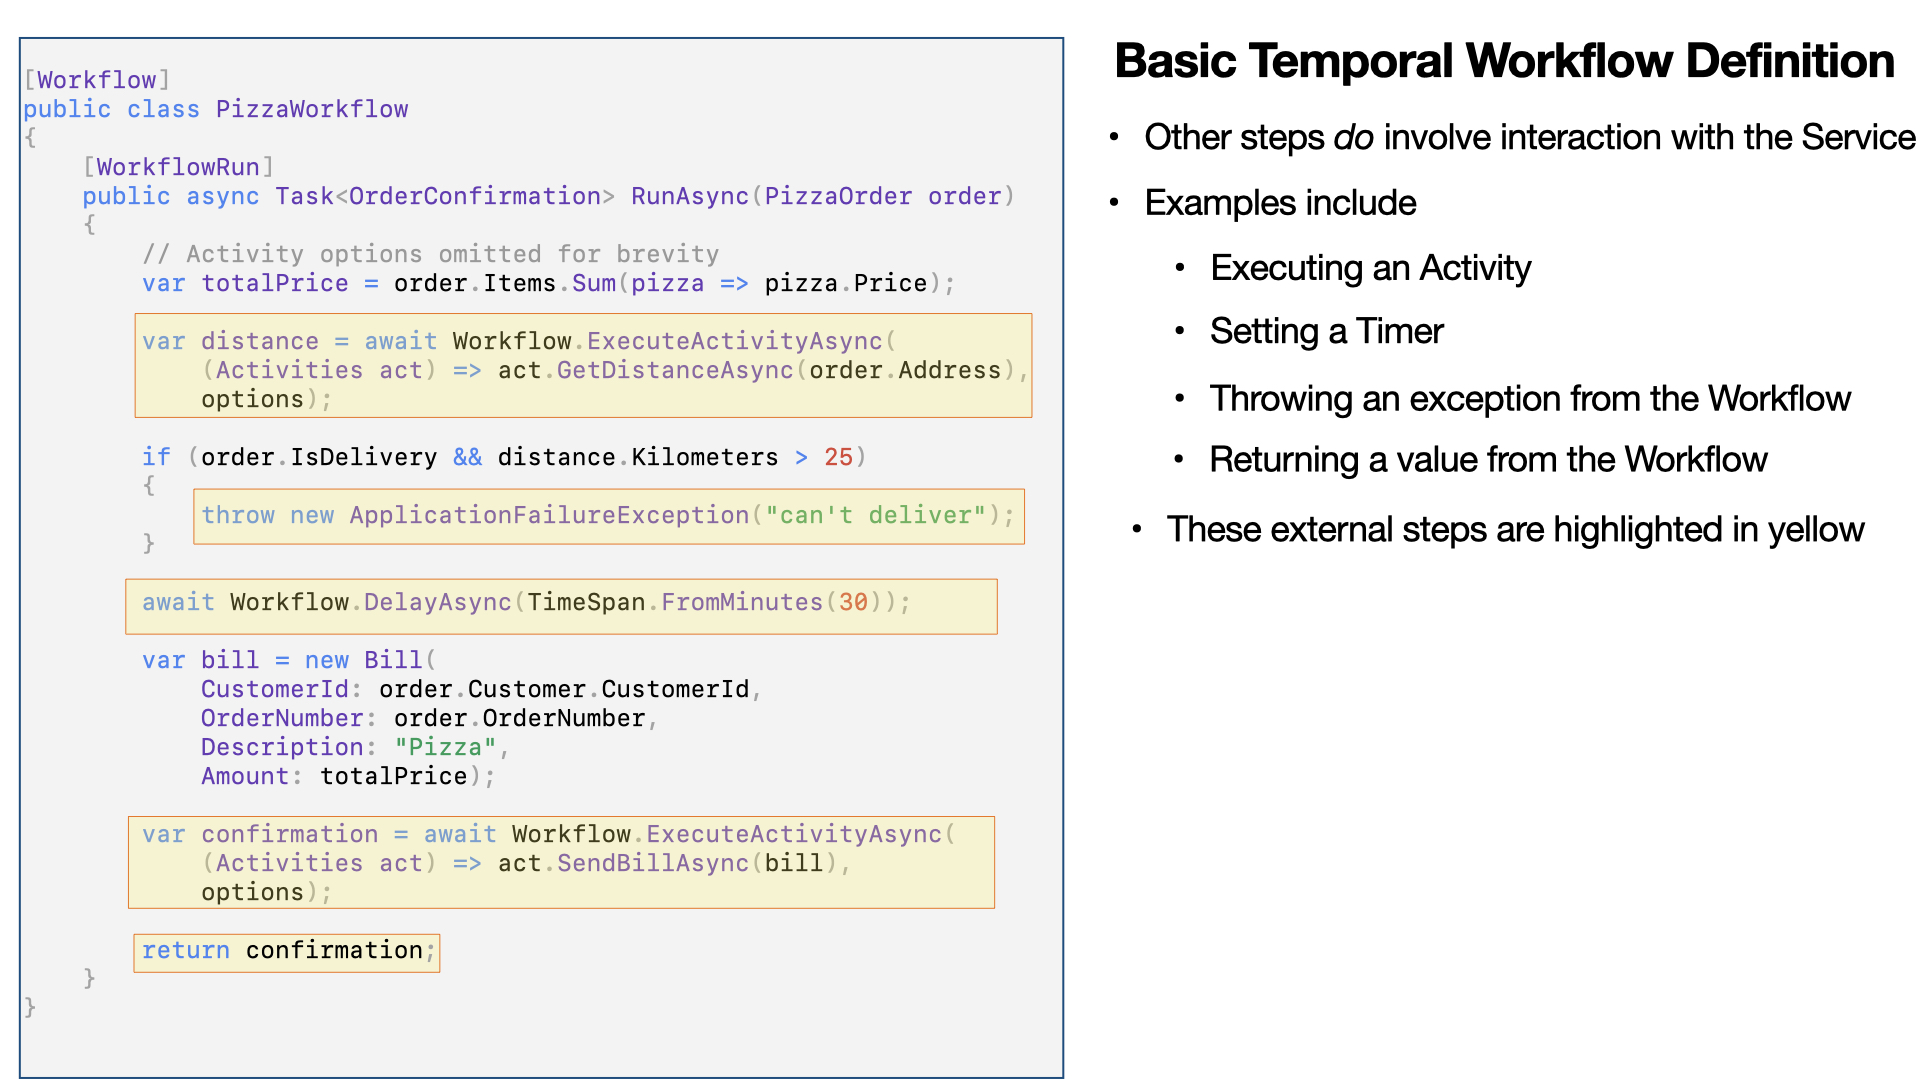 [Workflow]
public class PizzaWorkflow
{
    [WorkflowRun]
    public async Task<OrderConfirmation> RunAsync(PizzaOrder order)
    {
        // Activity options omitted for brevity
        var totalPrice = order.Items.Sum(pizza => pizza.Price);
        var distance = await Workflow.ExecuteActivityAsync(
            (Activities act) => act.GetDistanceAsync(order.Address),
            options);
        if (order.IsDelivery && distance.Kilometers > 25)
        {
            throw new ApplicationFailureException("can't deliver");
        }
        await Workflow.DelayAsync(TimeSpan.FromMinutes(30));
        var bill = new Bill(
            CustomerId: order.Customer.CustomerId,
            OrderNumber: order.OrderNumber,
            Description: "Pizza",
            Amount: totalPrice);
        var confirmation = await Workflow.ExecuteActivityAsync(
            (Activities act) => act.SendBillAsync(bill),
            options);
        return confirmation;
    }
}
Basic Temporal Workflow Definition
• Other steps do involve interaction with the Service
• Examples include
• Executing an Activity
• Setting a Timer
• Throwing an exception from the Workflow
• Returning a value from the Workflow
• These external steps are highlighted in yellow